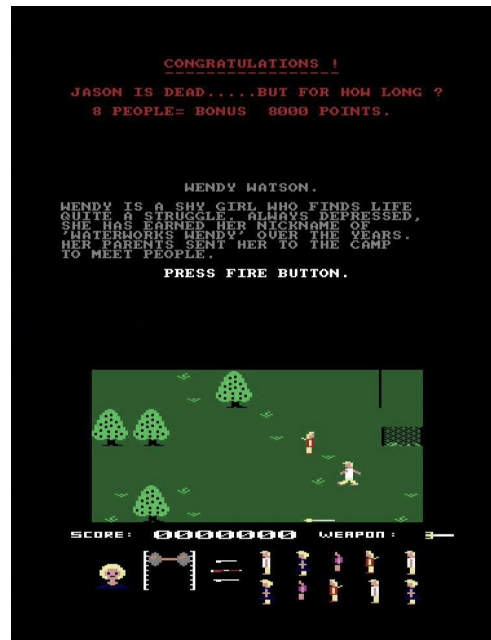 CONGRATULATIONS !
JASON IS DEAD.....BUT FOR HOW LONG ?
8 PEOPLE= BONUS 8000 POINTS.
WENDY WATSON.
WENDY IS A SHY GIRL WHO FINDS LIFE
QUITE A STRUGGLE. ALWAYS DEPRESSED,
SHE HAS EARNED HER NICKNAME OF
'WATERWORKS WENDY' OVER THE YEARS.
HER PARENTS SENT HER TO THE CAMP
TO MEET PEOPLE.
PRESS FIRE BUTTON.
SCORE: 0000000 WEAPON: